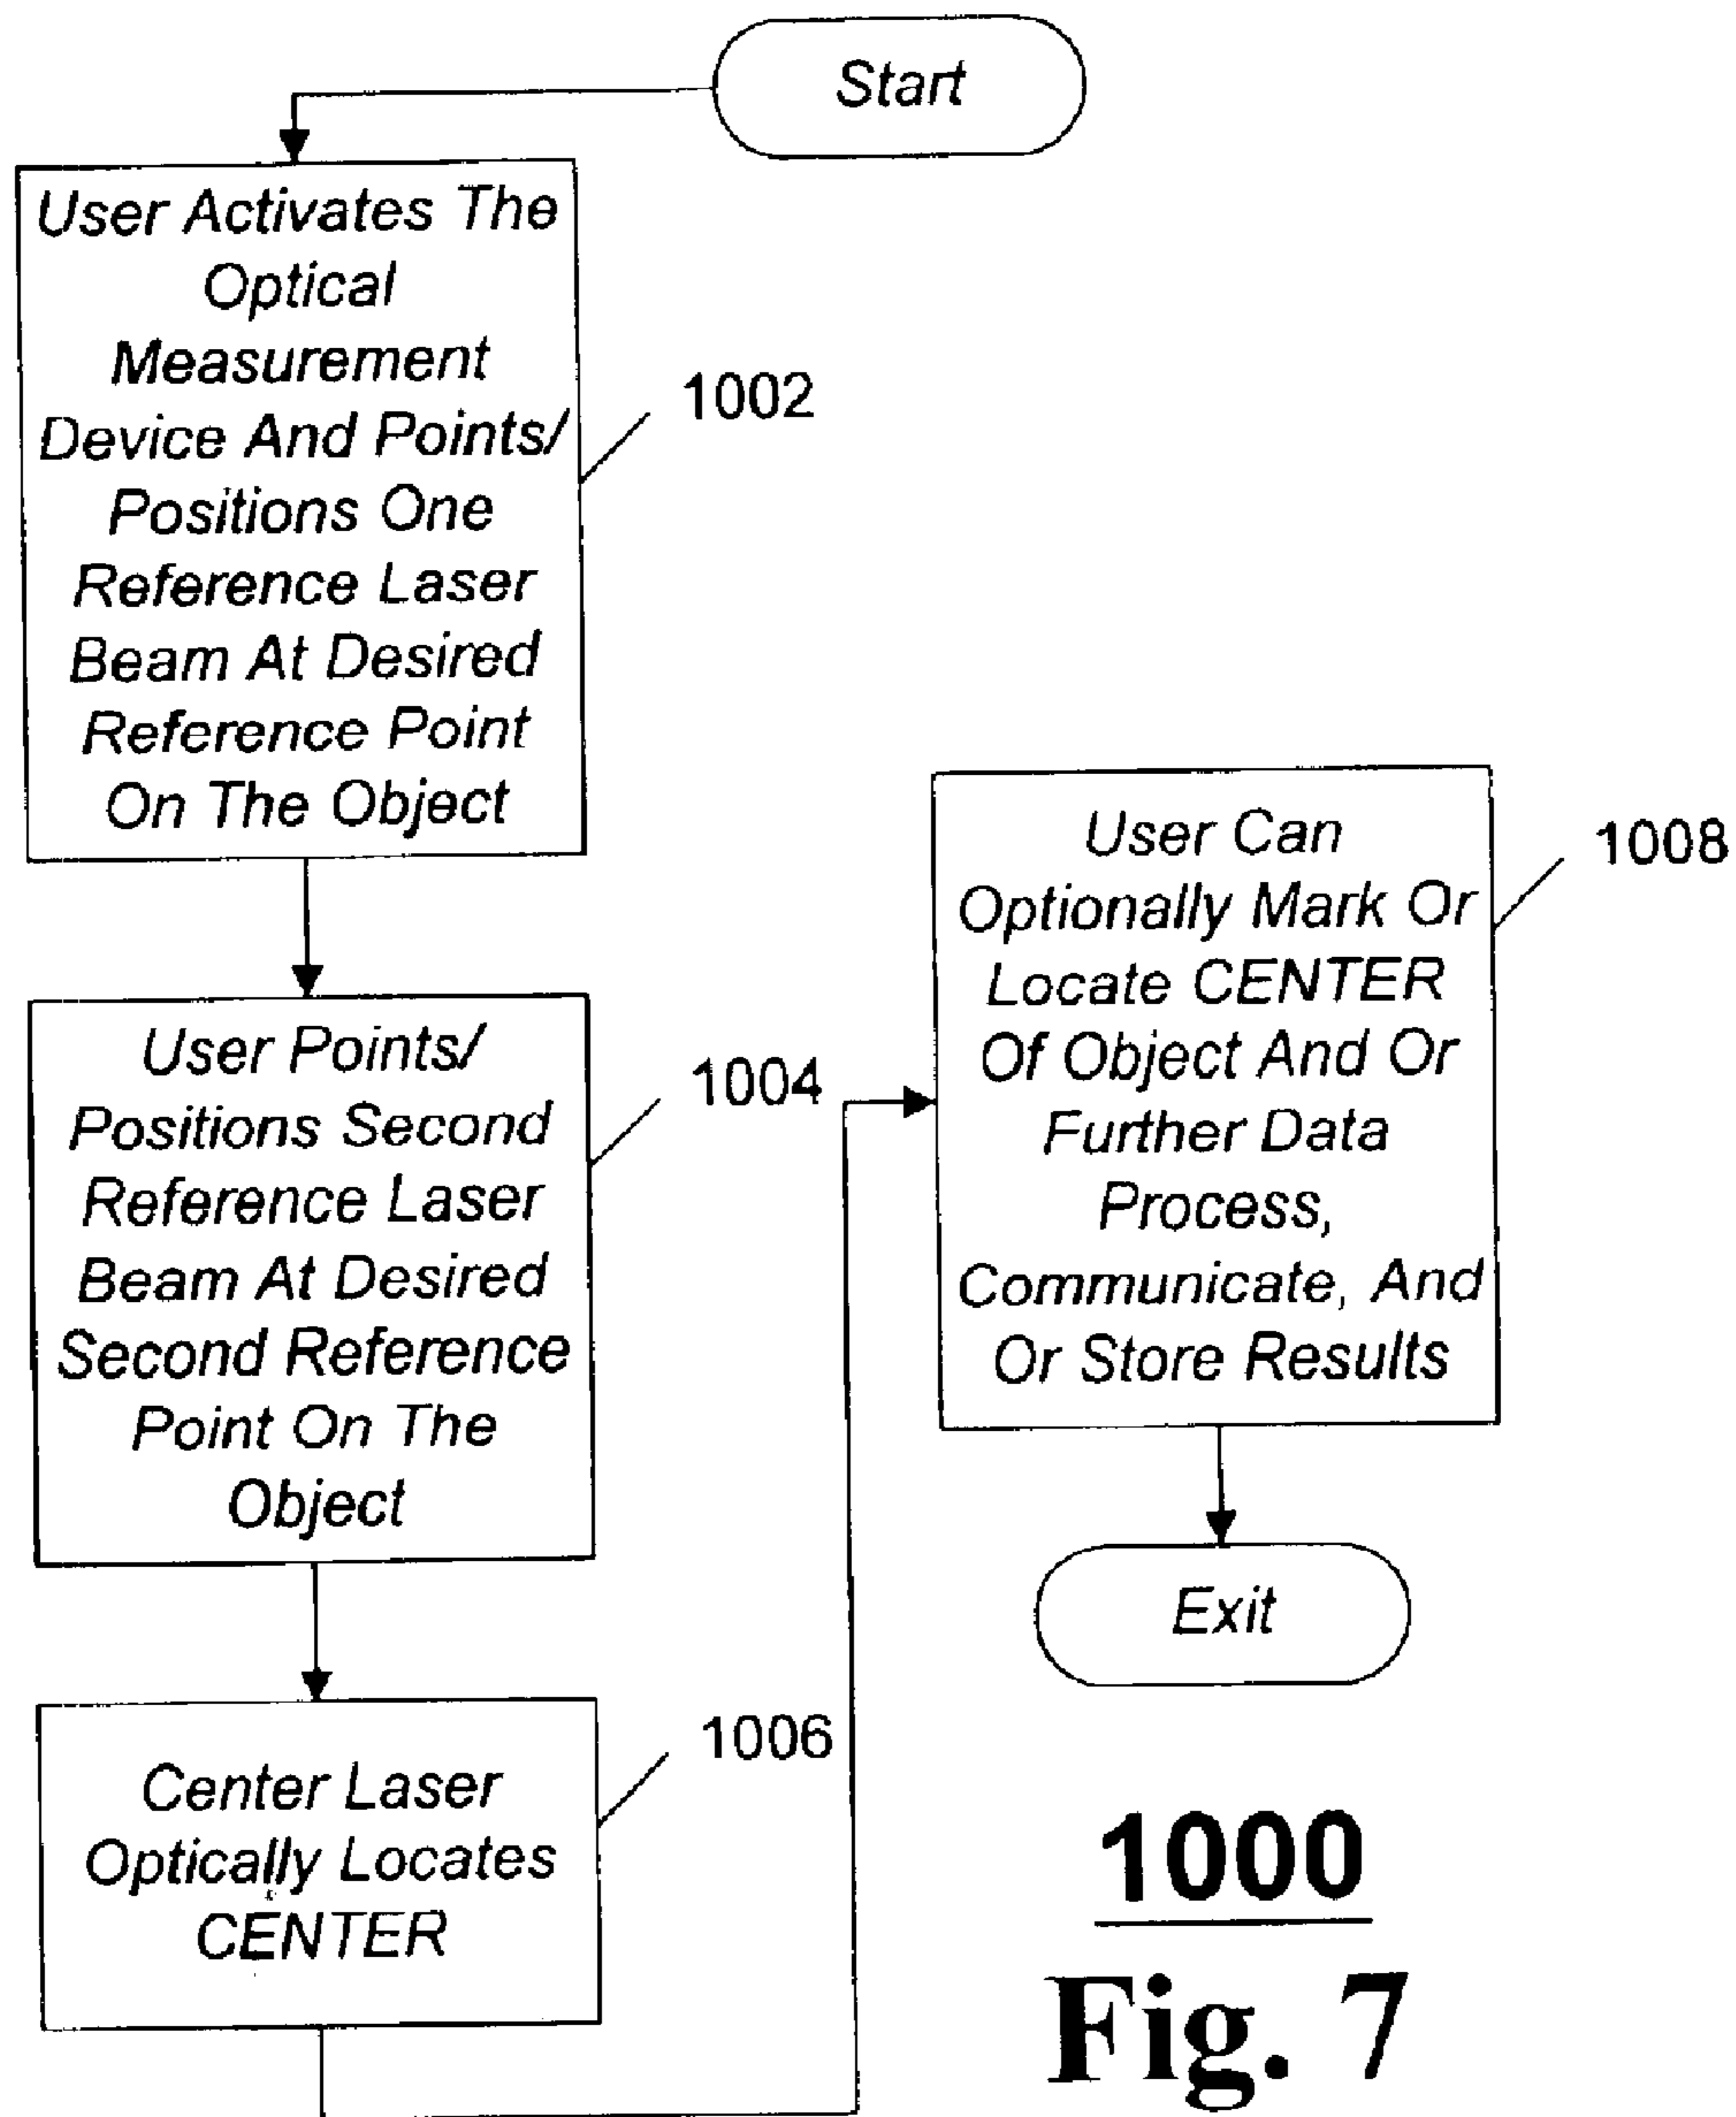 Start
User Activates The
Optical
Measurement
Device And Points/
Positions One
Reference Laser
Beam At Desired
Reference Point
On The Object
1002
User Points/
Positions Second
Reference Laser
Beam At Desired
Second Reference
Point On The
Object
1004
Center Laser
Optically Locates
CENTER
1006
User Can
Optionally Mark Or
Locate CENTER
Of Object And Or
Further Data
Process,
Communicate, And
Or Store Results
1008
Exit
1000
Fig. 7